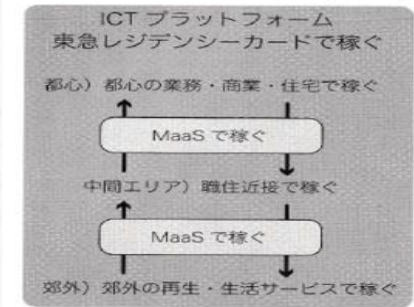 ICT プラットフォーム
東急レジデンシーカードで稼ぐ
都心）都心の業務・商業・住宅で稼ぐ
MaaS で稼ぐ
中間エリア）職住近接で稼ぐ
MaaS で稼ぐ
郊外）郊外の再生・生活サービスで稼ぐ